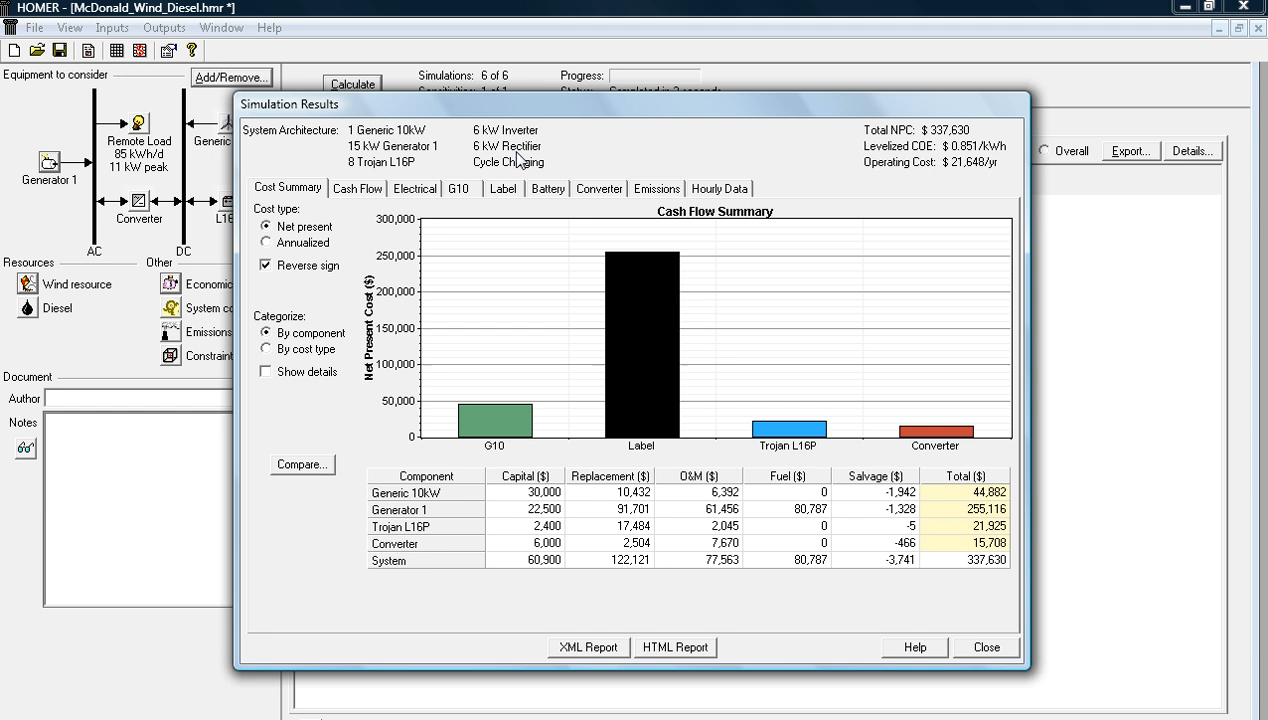 HOMER - [McDonald_Wind_Diesel.hmr *]
File View Inputs Outputs Window Help
Equipment to consider Add/Remove...
Calculate
Simulations: 6 of 6
Progress:
Simulation Results
System Architecture: 1 Generic 10kW 6 kW Inverter Total NPC: $ 337,630
15 kW Generator 1 6 kW Rectifier Levelized COE: $ 0.851/kWh
8 Trojan L16P Cycle Charging Operating Cost: $ 21,648/yr
Cost Summary Cash Flow Electrical G10 Label Battery Converter Emissions Hourly Data
Cost type:
Net present
Annualized
Reverse sign
Categorize:
By component
By cost type
Show details
Compare...
Cash Flow Summary
Net Present Cost ($)
300,000
250,000
200,000
150,000
100,000
50,000
0
G10 Label Trojan L16P Converter
Component Capital ($) Replacement ($) O&M ($) Fuel ($) Salvage ($) Total ($)
Generic 10kW 30,000 10,432 6,392 0 -1,942 44,882
Generator 1 22,500 91,701 61,456 80,787 -1,328 255,116
Trojan L16P 2,400 17,484 2,045 0 -5 21,925
Converter 6,000 2,504 7,670 0 -466 15,708
System 60,900 122,121 77,563 80,787 -3,741 337,630
XML Report HTML Report Help Close
Overall Export... Details...
Remote Load
85 kWh/d
11 kW peak
Generic
Generator 1
Converter
L16
AC DC
Resources Other
Wind resource Economic
Diesel System co
Emissions
Constraint
Document
Author
Notes